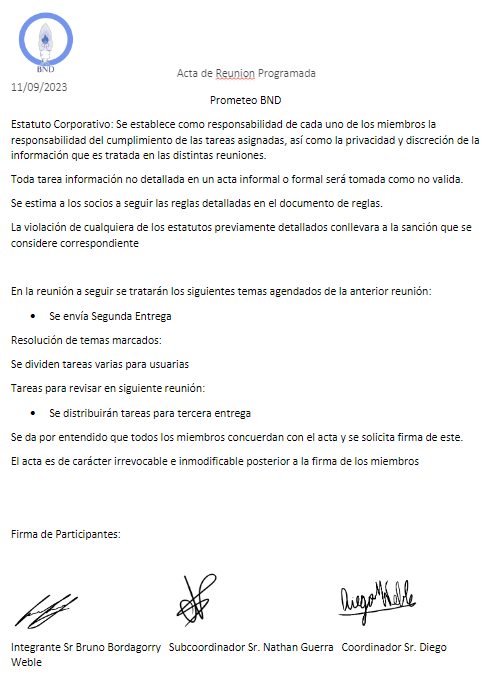 BND
Acta de Reunion Programada
11/09/2023
Prometeo BND
Estatuto Corporativo: Se establece como responsabilidad de cada uno de los miembros la
responsabilidad del cumplimiento de las tareas asignadas, así como la privacidad y discreción de la
información que es tratada en las distintas reuniones.
Toda tarea información no detallada en un acta informal o formal será tomada como no valida.
Se estima a los socios a seguir las reglas detalladas en el documento de reglas.
La violación de cualquiera de los estatutos previamente detallados conllevara a la sanción que se
considere correspondiente
En la reunión a seguir se tratarán los siguientes temas agendados de la anterior reunión:
• Se envía Segunda Entrega
Resolución de temas marcados:
Se dividen tareas varias para usuarias
Tareas para revisar en siguiente reunión:
• Se distribuirán tareas para tercera entrega
Se da por entendido que todos los miembros concuerdan con el acta y se solicita firma de este.
El acta es de carácter irrevocable e inmodificable posterior a la firma de los miembros
Firma de Participantes:
Diego Weble
Integrante Sr Bruno Bordagorry Subcoordinador Sr. Nathan Guerra Coordinador Sr. Diego
Weble